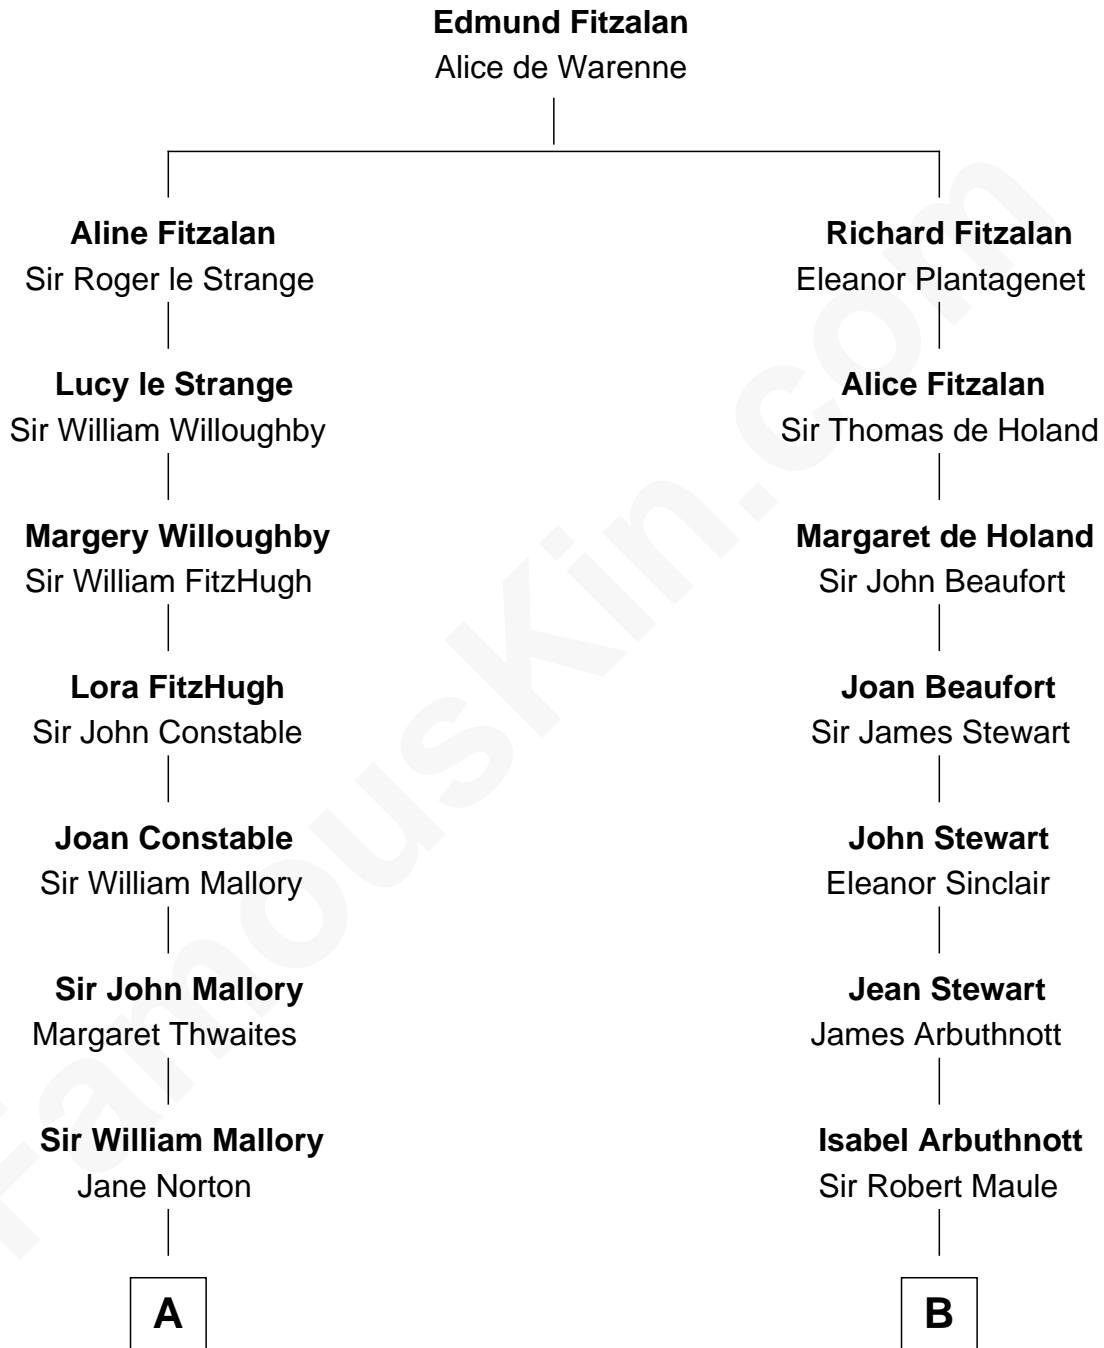 Edmund Fitzalan
Alice de Warenne
Aline Fitzalan
Sir Roger le Strange
Richard Fitzalan
Eleanor Plantagenet
Lucy le Strange
Sir William Willoughby
Alice Fitzalan
Sir Thomas de Holand
Margery Willoughby
Sir William FitzHugh
Margaret de Holand
Sir John Beaufort
Lora FitzHugh
Sir John Constable
Joan Beaufort
Sir James Stewart
Joan Constable
Sir William Mallory
John Stewart
Eleanor Sinclair
Sir John Mallory
Margaret Thwaites
Jean Stewart
James Arbuthnott
Sir William Mallory
Jane Norton
Isabel Arbuthnott
Sir Robert Maule
A
B
FamousKin.com